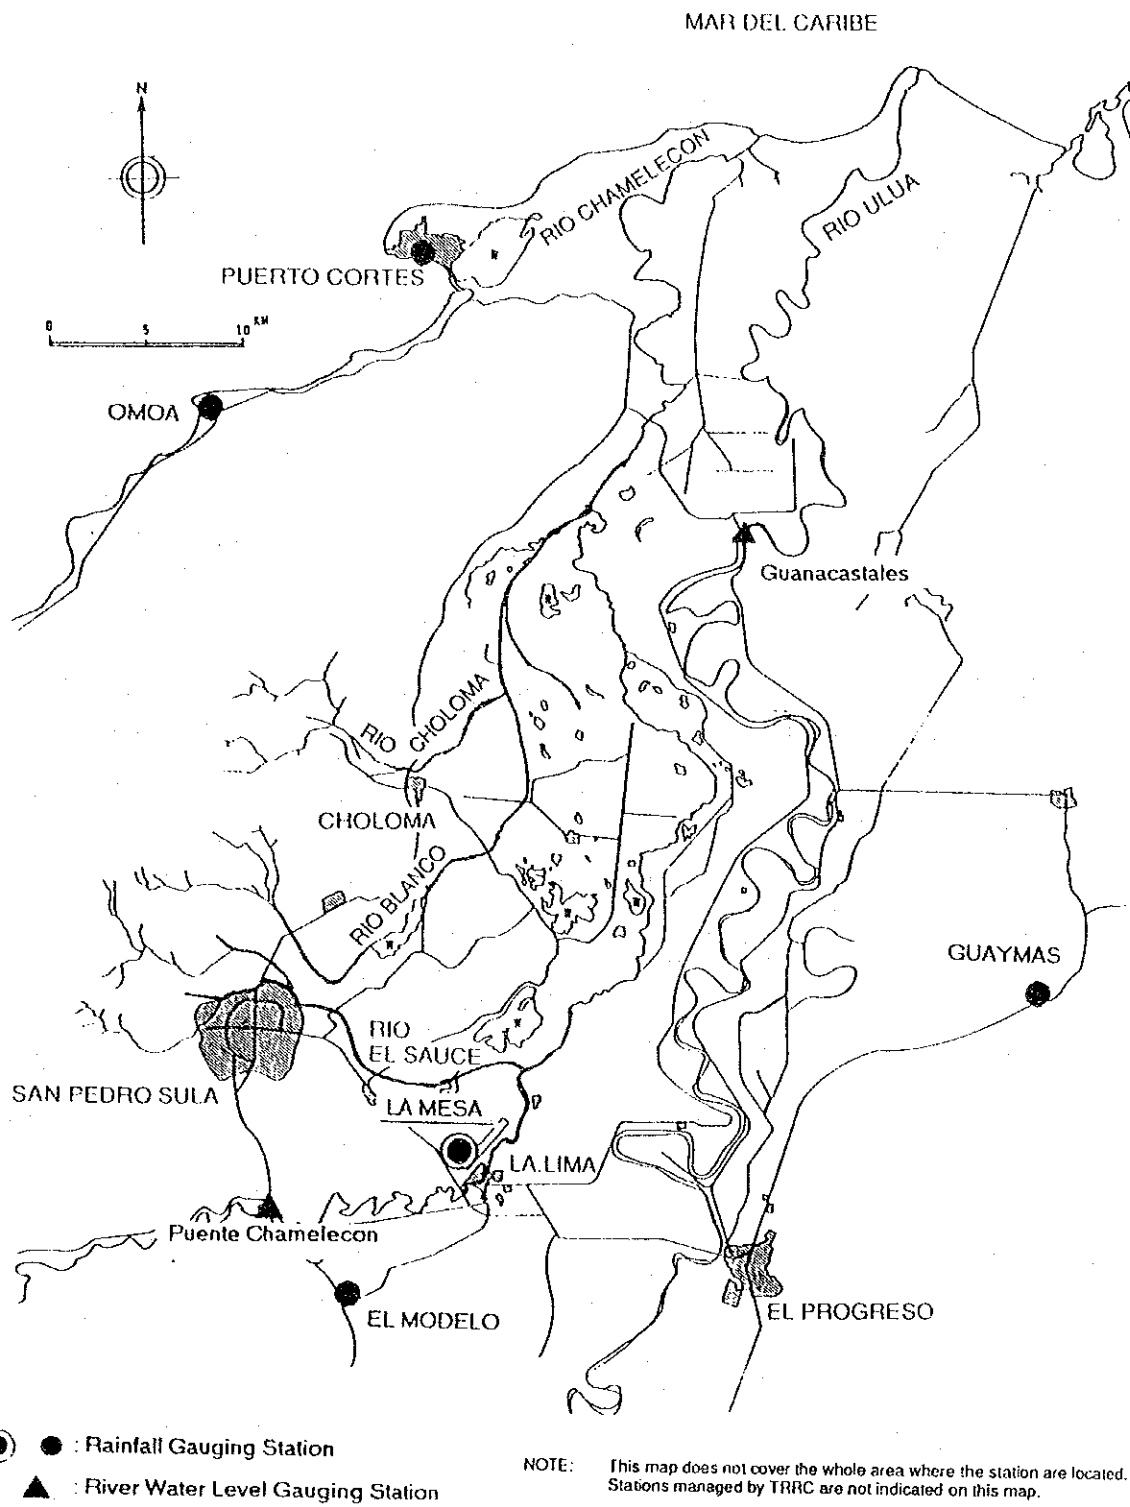 MAR DEL CARIBE
N
RIO CHAMELECON
RIO ULUA
PUERTO CORTES
0 5 10 KM
OMOA
Guanacastales
RIO CHOLOMA
CHOLOMA
RIO BLANCO
GUAYMAS
RIO
EL SAUCE
SAN PEDRO SULA
LA MESA
LA.LIMA
Puente Chamelecon
EL MODELO
EL PROGRESO
: Rainfall Gauging Station
: River Water Level Gauging Station
NOTE: This map does not cover the whole area where the station are located.
Stations managed by TRRC are not indicated on this map.